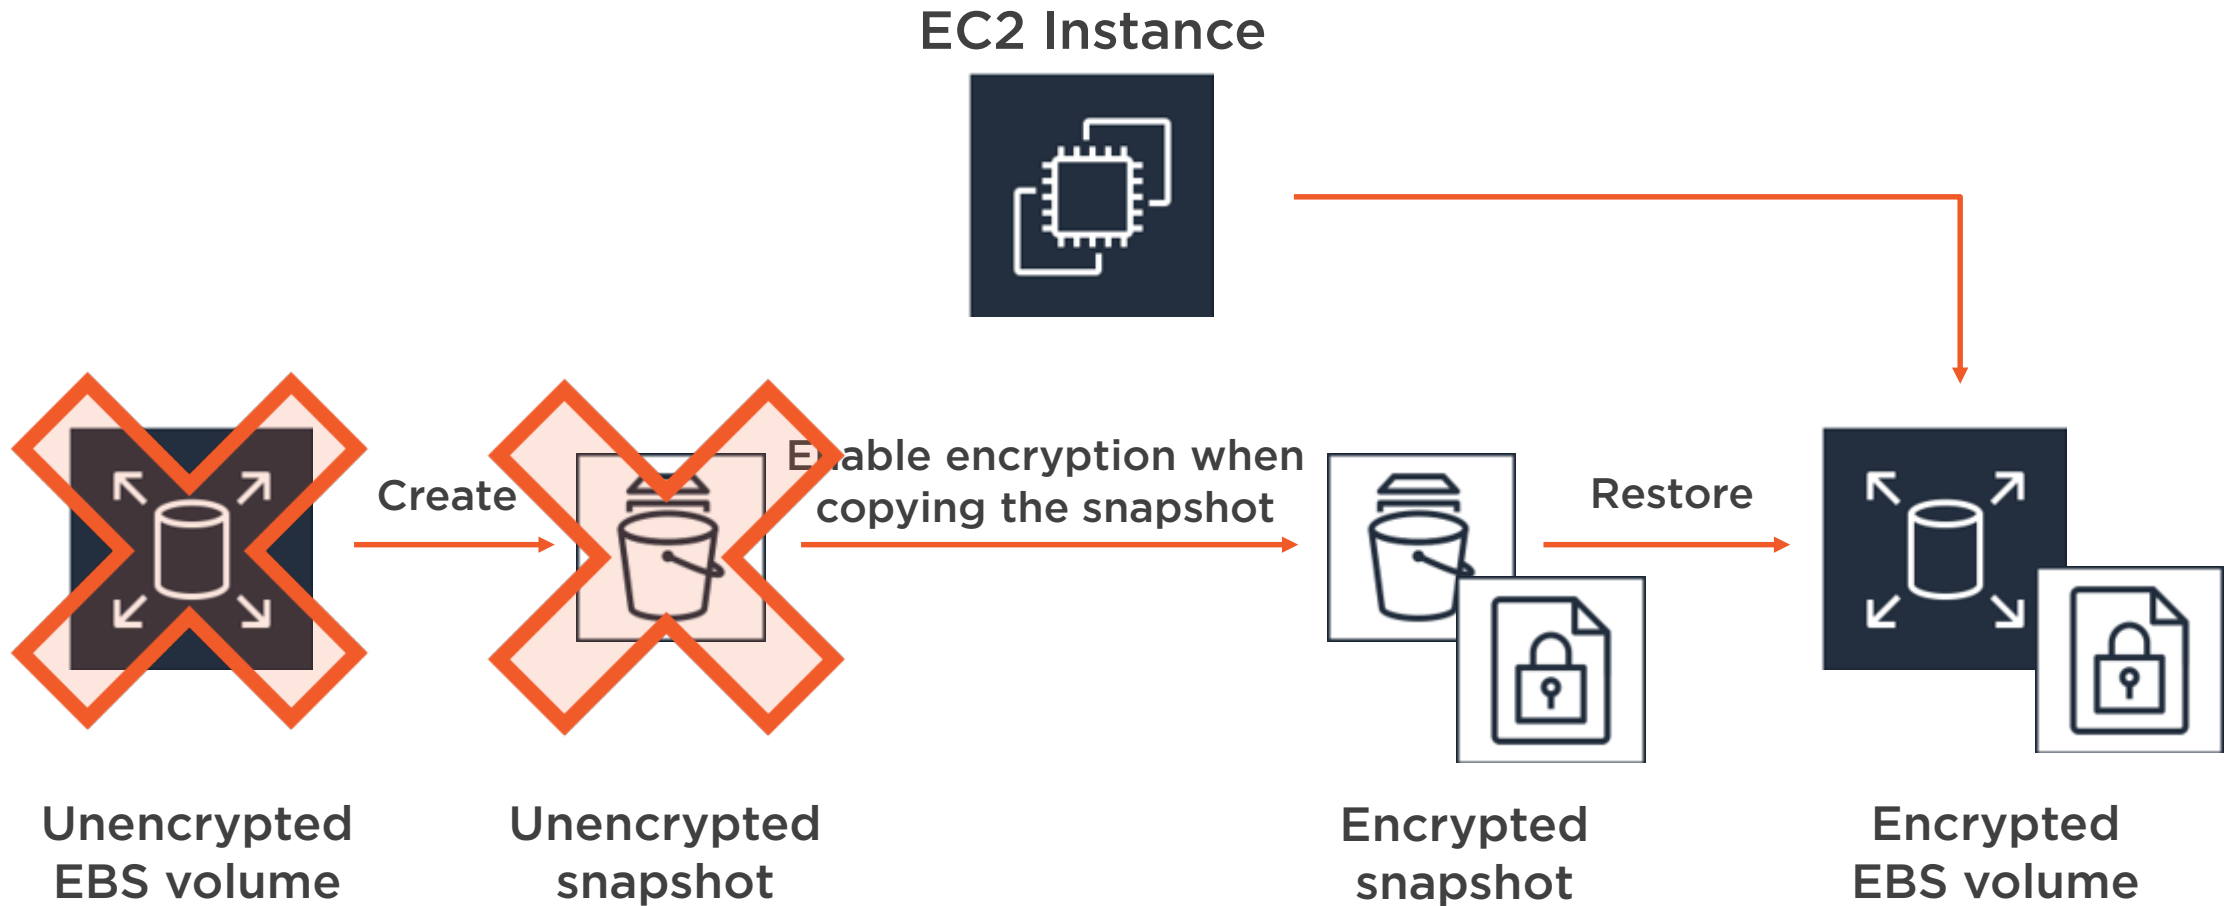 EC2 Instance
Create
Enable encryption when
copying the snapshot
Restore
Unencrypted
EBS volume
Unencrypted
snapshot
Encrypted
snapshot
Encrypted
EBS volume